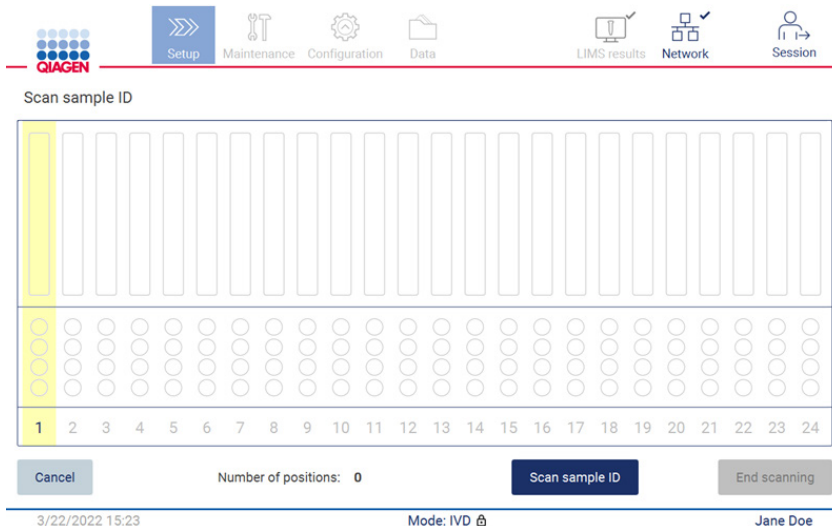 QIAGEN
Setup
Maintenance
Configuration
Data
LIMS results
Network
Session
Scan sample ID
1 2 3 4 5 6 7 8 9 10 11 12 13 14 15 16 17 18 19 20 21 22 23 24
Cancel
Number of positions: 0
Scan sample ID
End scanning
3/22/2022 15:23
Mode: IVD
Jane Doe